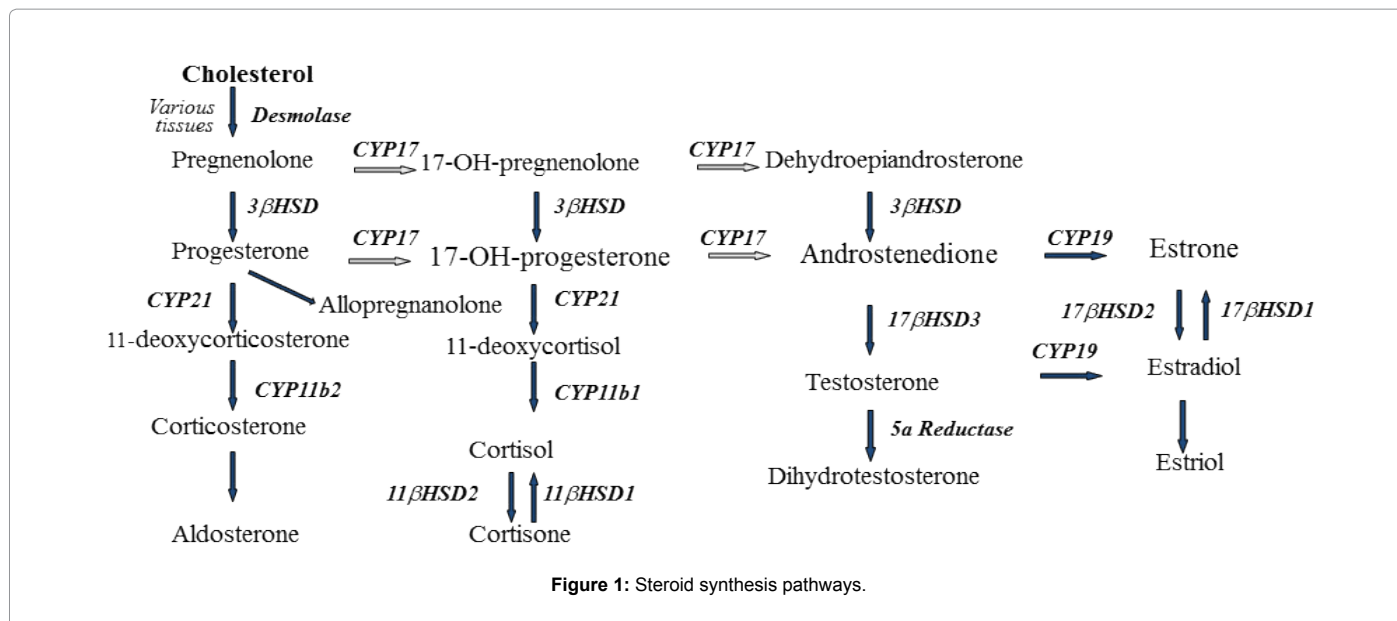 Cholesterol
Various
tissues
Desmolase
Pregnenolone
CYP17
17-OH-pregnenolone
CYP17
Dehydroepiandrosterone
3βHSD
3βHSD
3βHSD
Progesterone
CYP17
17-OH-progesterone
CYP17
Androstenedione
CYP19
Estrone
CYP21
Allopregnanolone
CYP21
17βHSD3
17βHSD2
17βHSD1
11-deoxycorticosterone
11-deoxycortisol
CYP19
Estradiol
CYP11b2
CYP11b1
Testosterone
Corticosterone
5a Reductase
Cortisol
Dihydrotestosterone
Estriol
11βHSD2
11βHSD1
Aldosterone
Cortisone
Figure 1: Steroid synthesis pathways.